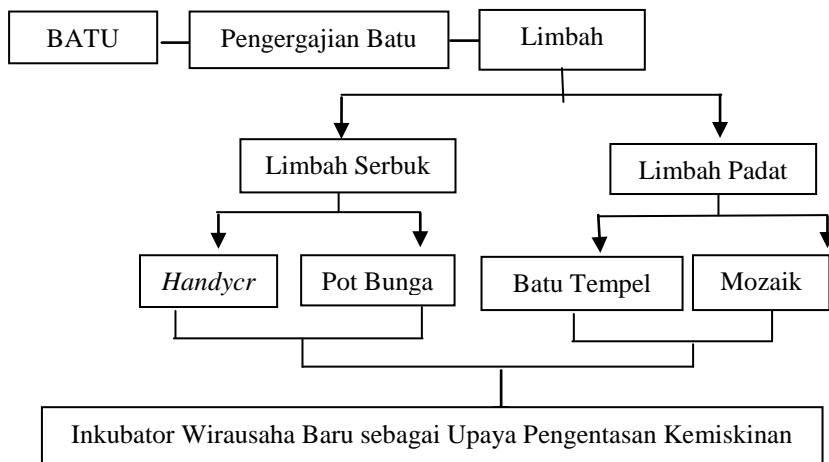 BATU
Pengergajian Batu
Limbah
Limbah Serbuk
Limbah Padat
Handycr
Pot Bunga
Batu Tempel
Mozaik
Inkubator Wirausaha Baru sebagai Upaya Pengentasan Kemiskinan